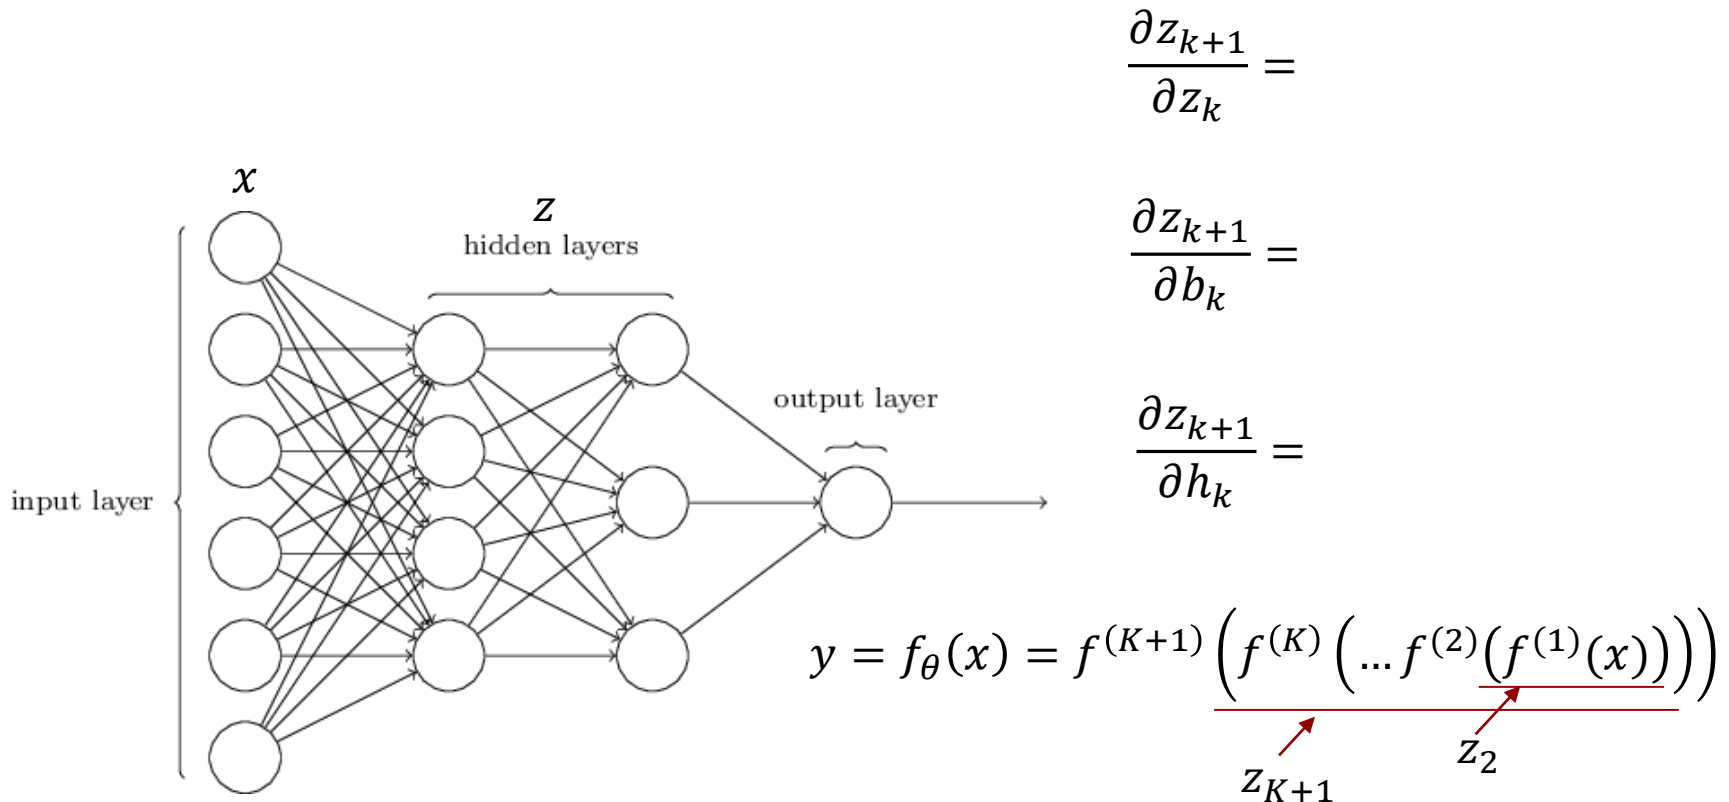 x
z
hidden layers
output layer
input layer
∂z_{k+1}/∂z_k =
∂z_{k+1}/∂b_k =
∂z_{k+1}/∂h_k =
y = f_θ(x) = f^{(K+1)}(f^{(K)}(… f^{(2)}(f^{(1)}(x))))
z_{K+1}
z_2